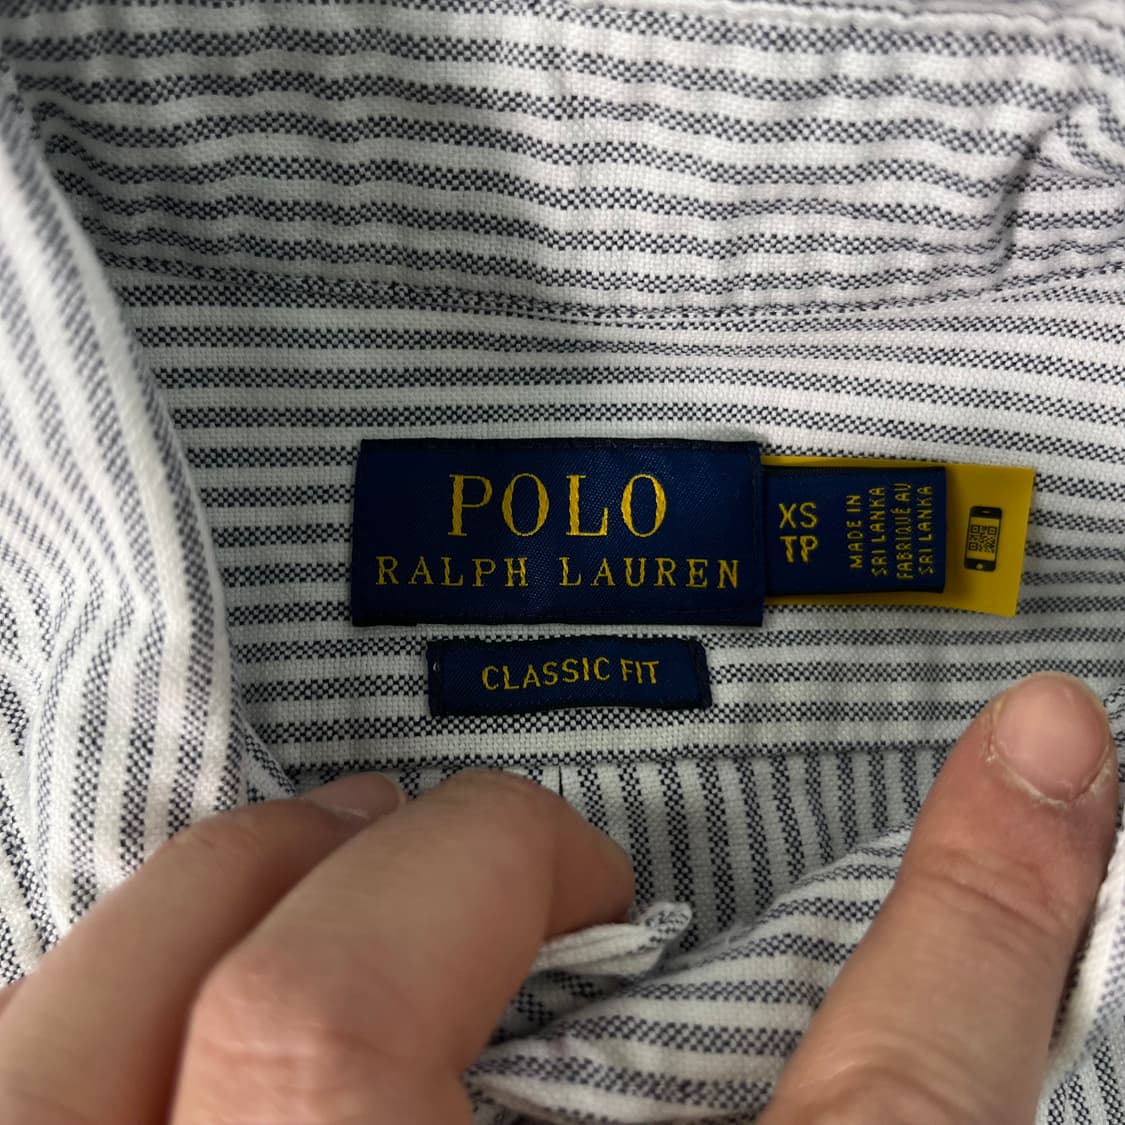 POLO
RALPH LAUREN
XS
TP
MADE IN
SRI LANKA
FABRIQUÉ AU
SRI LANKA
CLASSIC FIT